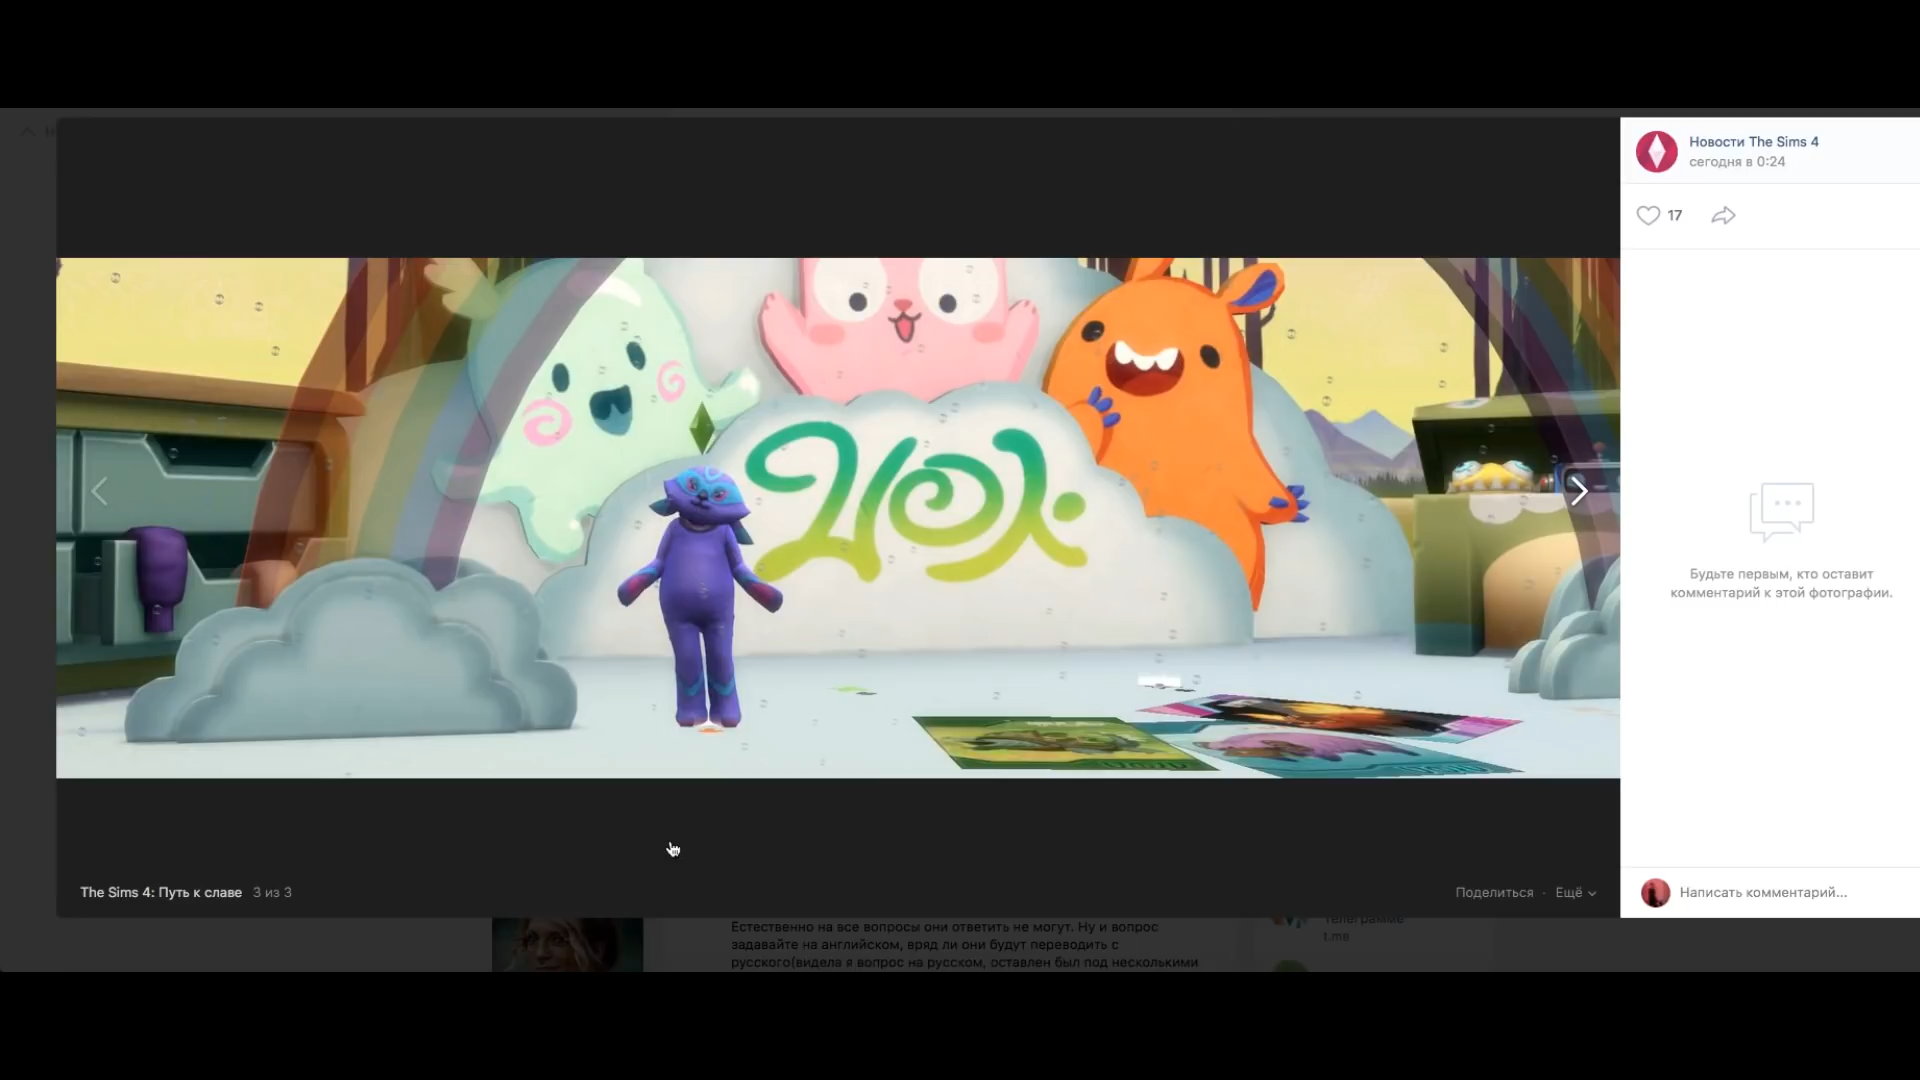 Новости The Sims 4
сегодня в 0:24
17
Будьте первым, кто оставит
комментарий к этой фотографии.
The Sims 4: Путь к славе 3 из 3
Поделиться · Ещё
Написать комментарий...
Естественно на все вопросы они ответить не могут. Ну и вопрос
задавайте на английском, вряд ли они будут переводить с
русского(видела я вопрос на русском, оставлен был под несколькими
Телеграмме
t.me